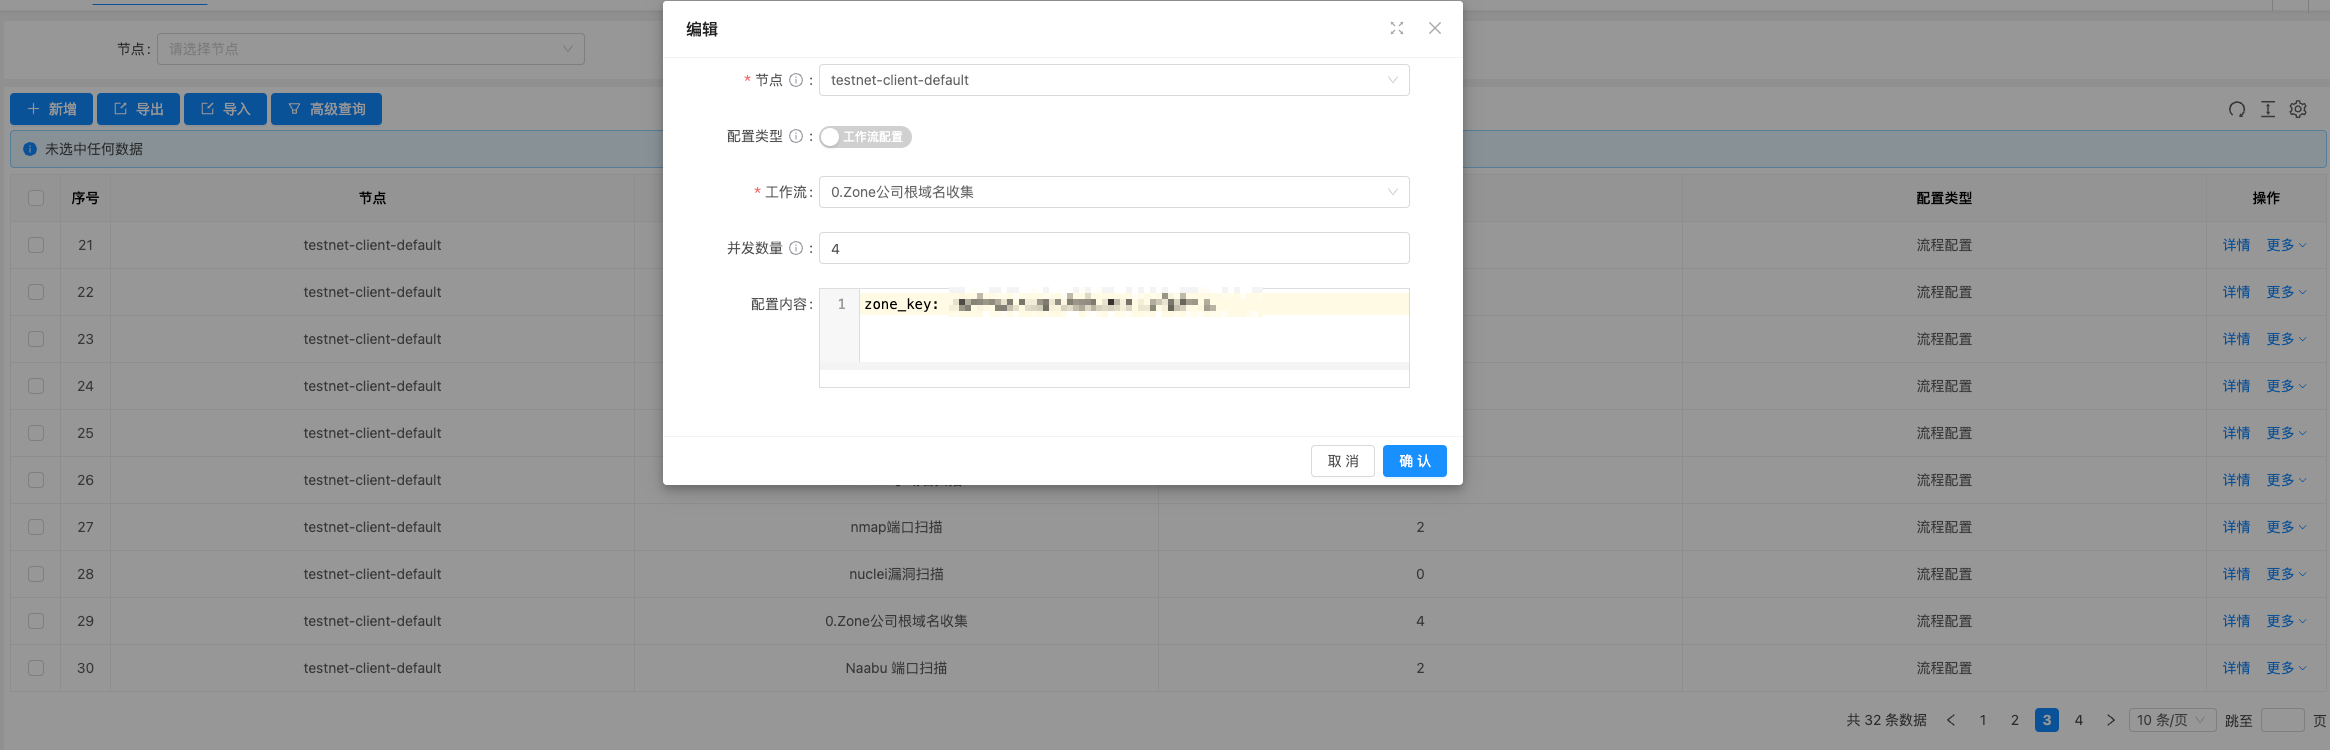 编辑
节点:
请选择节点
* 节点 :
testnet-client-default
新增
导出
导入
高级查询
配置类型 :
工作流配置
未选中任何数据
* 工作流:
0.Zone公司根域名收集
序号
节点
配置类型
操作
并发数量 :
4
21
testnet-client-default
流程配置
详情
更多
22
testnet-client-default
流程配置
详情
更多
配置内容:
1
zone_key:
23
testnet-client-default
流程配置
详情
更多
24
testnet-client-default
流程配置
详情
更多
25
testnet-client-default
流程配置
详情
更多
取 消
确 认
26
testnet-client-default
流程配置
详情
更多
27
testnet-client-default
nmap端口扫描
2
流程配置
详情
更多
28
testnet-client-default
nuclei漏洞扫描
0
流程配置
详情
更多
29
testnet-client-default
0.Zone公司根域名收集
4
流程配置
详情
更多
30
testnet-client-default
Naabu 端口扫描
2
流程配置
详情
更多
共 32 条数据
1
2
3
4
10 条/页
跳至
页